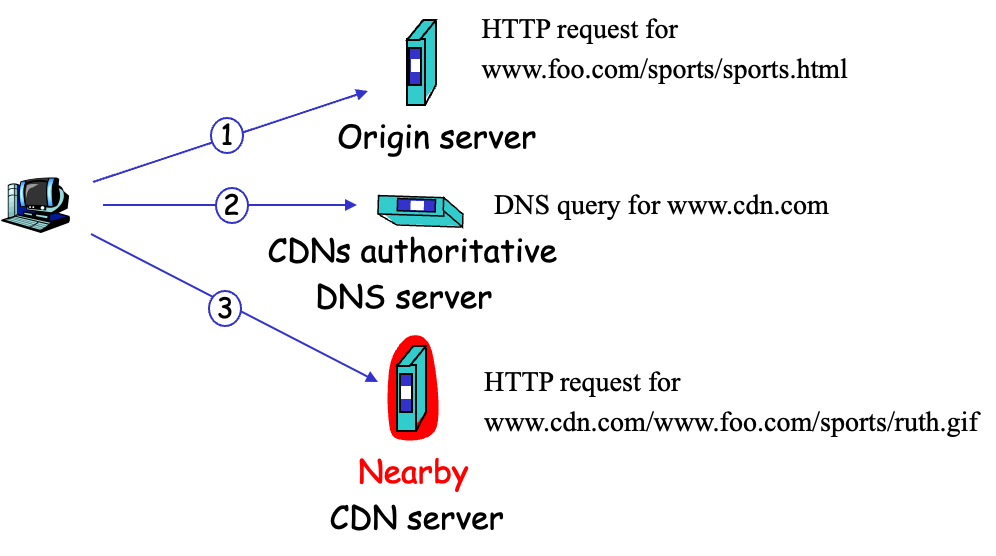 HTTP request for
www.foo.com/sports/sports.html
1
Origin server
2
DNS query for www.cdn.com
CDNs authoritative
DNS server
3
HTTP request for
www.cdn.com/www.foo.com/sports/ruth.gif
Nearby
CDN server